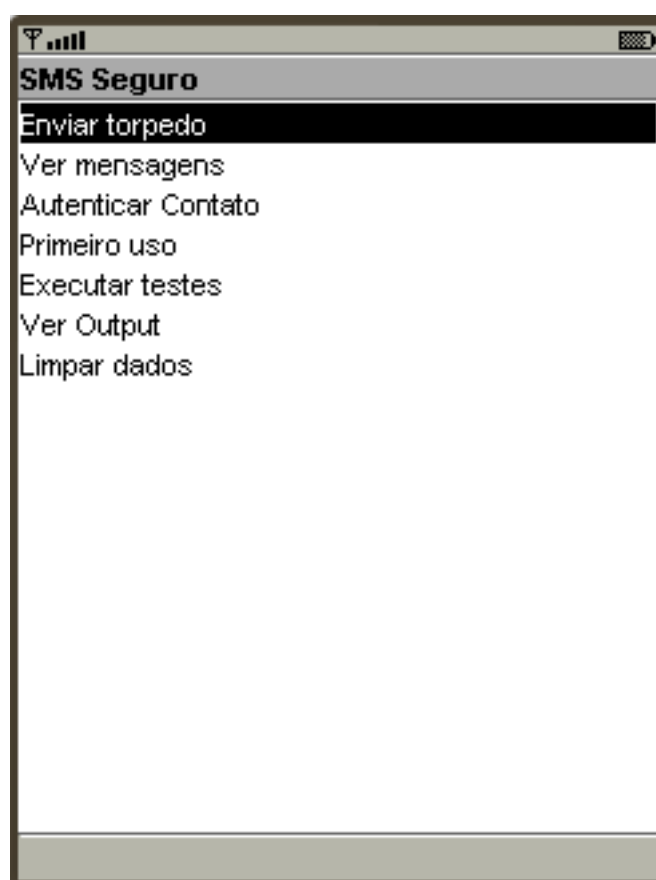 SMS Seguro
Enviar torpedo
Ver mensagens
Autenticar Contato
Primeiro uso
Executar testes
Ver Output
Limpar dados